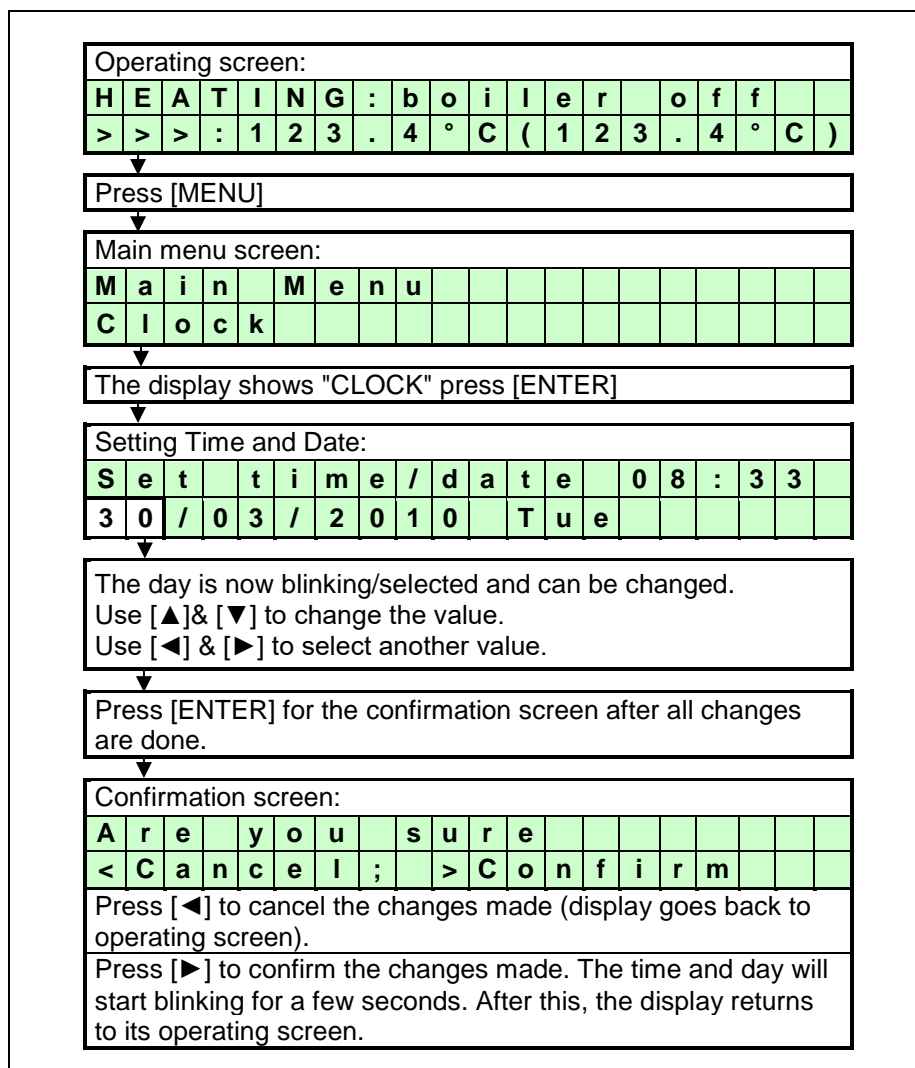 Operating screen:
HEATING:boiler off
>>>:123.4°C(123.4°C)
Press [MENU]
Main menu screen:
Main Menu
Clock
The display shows "CLOCK" press [ENTER]
Setting Time and Date:
Set time/date 08:33
30/03/2010 Tue
The day is now blinking/selected and can be changed.
Use [▲]& [▼] to change the value.
Use [◄] & [►] to select another value.
Press [ENTER] for the confirmation screen after all changes
are done.
Confirmation screen:
Are you sure
<Cancel; >Confirm
Press [◄] to cancel the changes made (display goes back to
operating screen).
Press [►] to confirm the changes made. The time and day will
start blinking for a few seconds. After this, the display returns
to its operating screen.